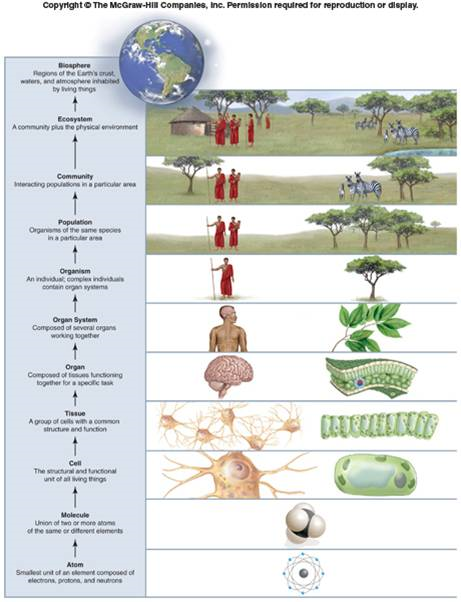 Copyright © The McGraw-Hill Companies, Inc. Permission required for reproduction or display.
Biosphere
Regions of the Earth's crust,
waters, and atmosphere inhabited
by living things
Ecosystem
A community plus the physical environment
Community
Interacting populations in a particular area
Population
Organisms of the same species
in a particular area
Organism
An individual; complex individuals
contain organ systems
Organ System
Composed of several organs
working together
Organ
Composed of tissues functioning
together for a specific task
Tissue
A group of cells with a common
structure and function
Cell
The structural and functional
unit of all living things
Molecule
Union of two or more atoms
of the same or different elements
Atom
Smallest unit of an element composed of
electrons, protons, and neutrons